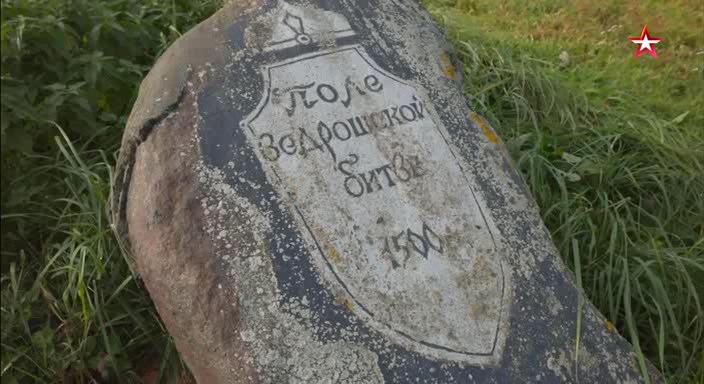 поле
ведрошской
битвы
1500